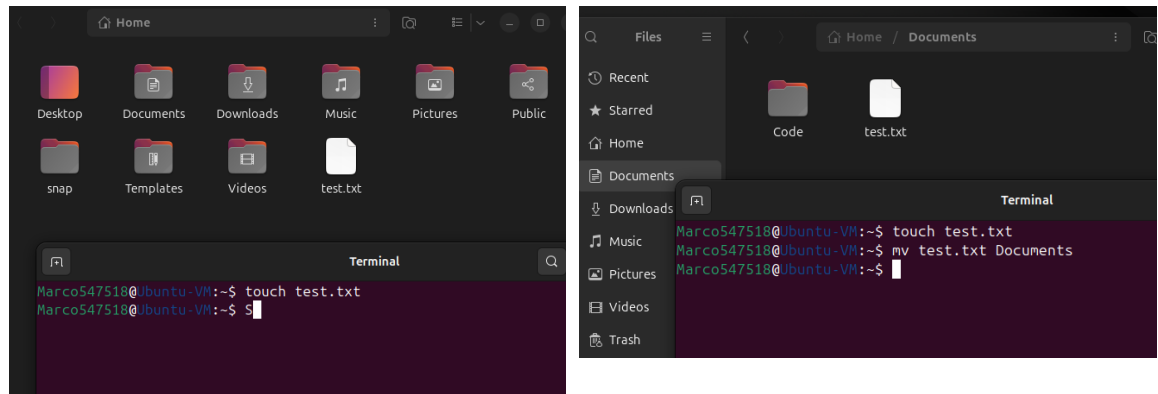 Home
Desktop Documents Downloads Music Pictures Public
snap Templates Videos test.txt
Terminal
Marco547518@Ubuntu-VM:~$ touch test.txt
Marco547518@Ubuntu-VM:~$ S
Files
Home / Documents
Recent
Starred
Home
Documents
Downloads
Music
Pictures
Videos
Trash
Code test.txt
Terminal
Marco547518@Ubuntu-VM:~$ touch test.txt
Marco547518@Ubuntu-VM:~$ mv test.txt Documents
Marco547518@Ubuntu-VM:~$